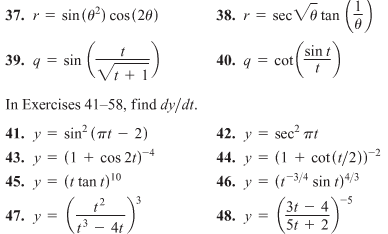 37. r = sin(θ²) cos(2θ)
38. r = sec√θ tan(1/θ)
39. q = sin(t/√(t + 1))
40. q = cot(sin t/t)
In Exercises 41–58, find dy/dt.
41. y = sin² (πt − 2)
42. y = sec² πt
43. y = (1 + cos 2t)⁻⁴
44. y = (1 + cot(t/2))⁻²
45. y = (t tan t)¹⁰
46. y = (t⁻³/⁴ sin t)⁴/³
47. y = (t²/(t³ − 4t))³
48. y = ((3t − 4)/(5t + 2))⁻⁵